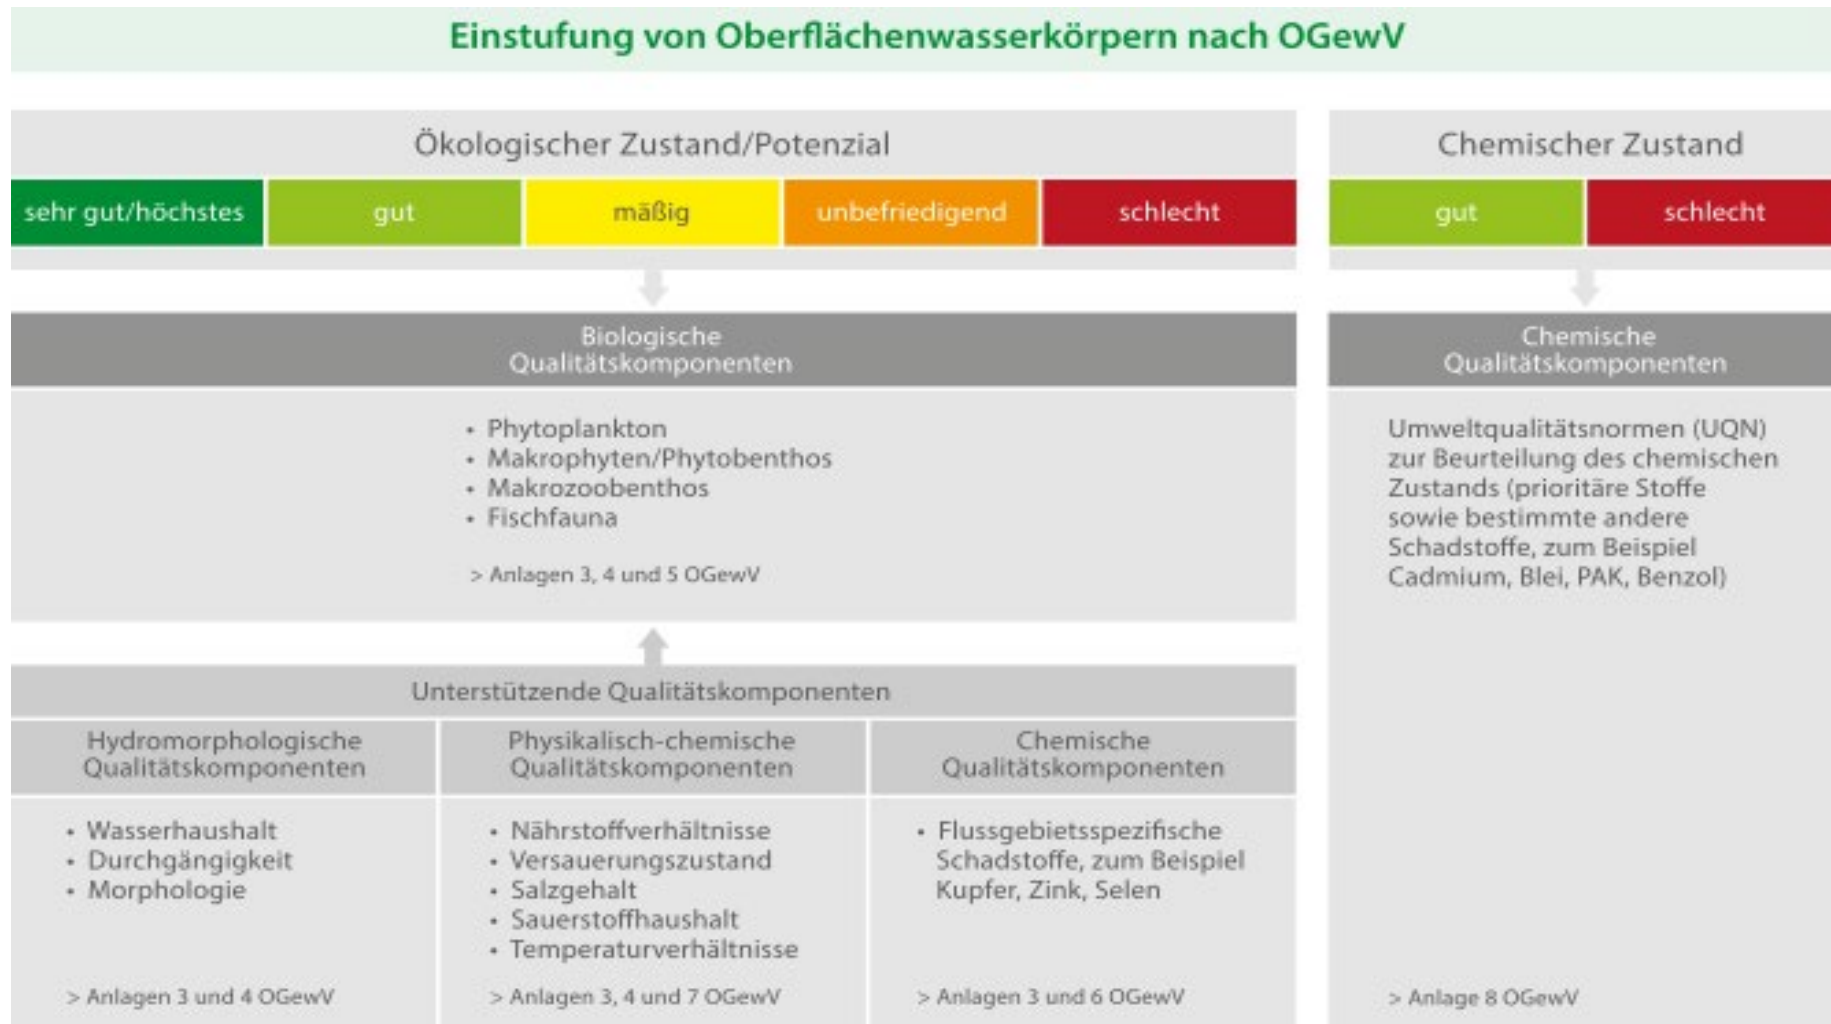 Einstufung von Oberflächenwasserkörpern nach OGewV
Ökologischer Zustand/Potenzial
sehr gut/höchstes
gut
mäßig
unbefriedigend
schlecht
Biologische
Qualitätskomponenten
• Phytoplankton
• Makrophyten/Phytobenthos
• Makrozoobenthos
• Fischfauna
> Anlagen 3, 4 und 5 OGewV
Unterstützende Qualitätskomponenten
Hydromorphologische
Qualitätskomponenten
• Wasserhaushalt
• Durchgängigkeit
• Morphologie
> Anlagen 3 und 4 OGewV
Physikalisch-chemische
Qualitätskomponenten
• Nährstoffverhältnisse
• Versauerungszustand
• Salzgehalt
• Sauerstoffhaushalt
• Temperaturverhältnisse
> Anlagen 3, 4 und 7 OGewV
Chemische
Qualitätskomponenten
• Flussgebietsspezifische
Schadstoffe, zum Beispiel
Kupfer, Zink, Selen
> Anlagen 3 und 6 OGewV
Chemischer Zustand
gut
schlecht
Chemische
Qualitätskomponenten
Umweltqualitätsnormen (UQN)
zur Beurteilung des chemischen
Zustands (prioritäre Stoffe
sowie bestimmte andere
Schadstoffe, zum Beispiel
Cadmium, Blei, PAK, Benzol)
> Anlage 8 OGewV